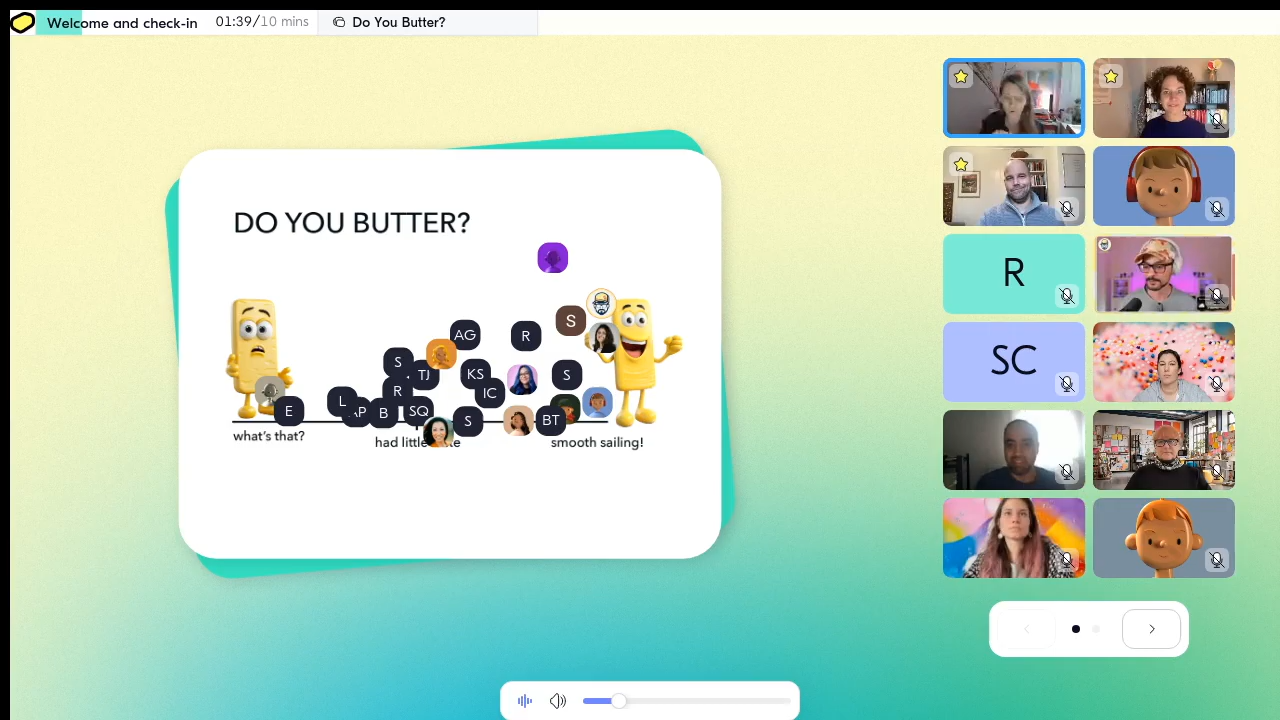 Welcome and check-in 01:39/10 mins Do You Butter?
DO YOU BUTTER?
S
AG
R
S
TJ
KS
S
R
IC
L
AP
B
SQ
S
BT
E
what's that?
had little
smooth sailing!
R
SC